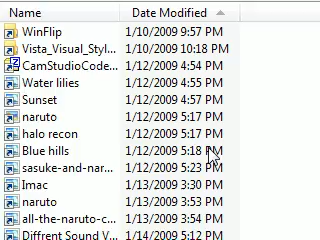 Name Date Modified
WinFlip 1/10/2009 9:57 PM
Vista_Visual_Styl... 1/10/2009 10:18 PM
CamStudioCode... 1/12/2009 4:54 PM
Water lilies 1/12/2009 4:55 PM
Sunset 1/12/2009 4:57 PM
naruto 1/12/2009 5:17 PM
halo recon 1/12/2009 5:17 PM
Blue hills 1/12/2009 5:18 PM
sasuke-and-nar... 1/12/2009 5:23 PM
Imac 1/13/2009 3:30 PM
naruto 1/13/2009 3:53 PM
all-the-naruto-c... 1/13/2009 3:54 PM
Diffrent Sound V... 1/14/2009 5:12 PM